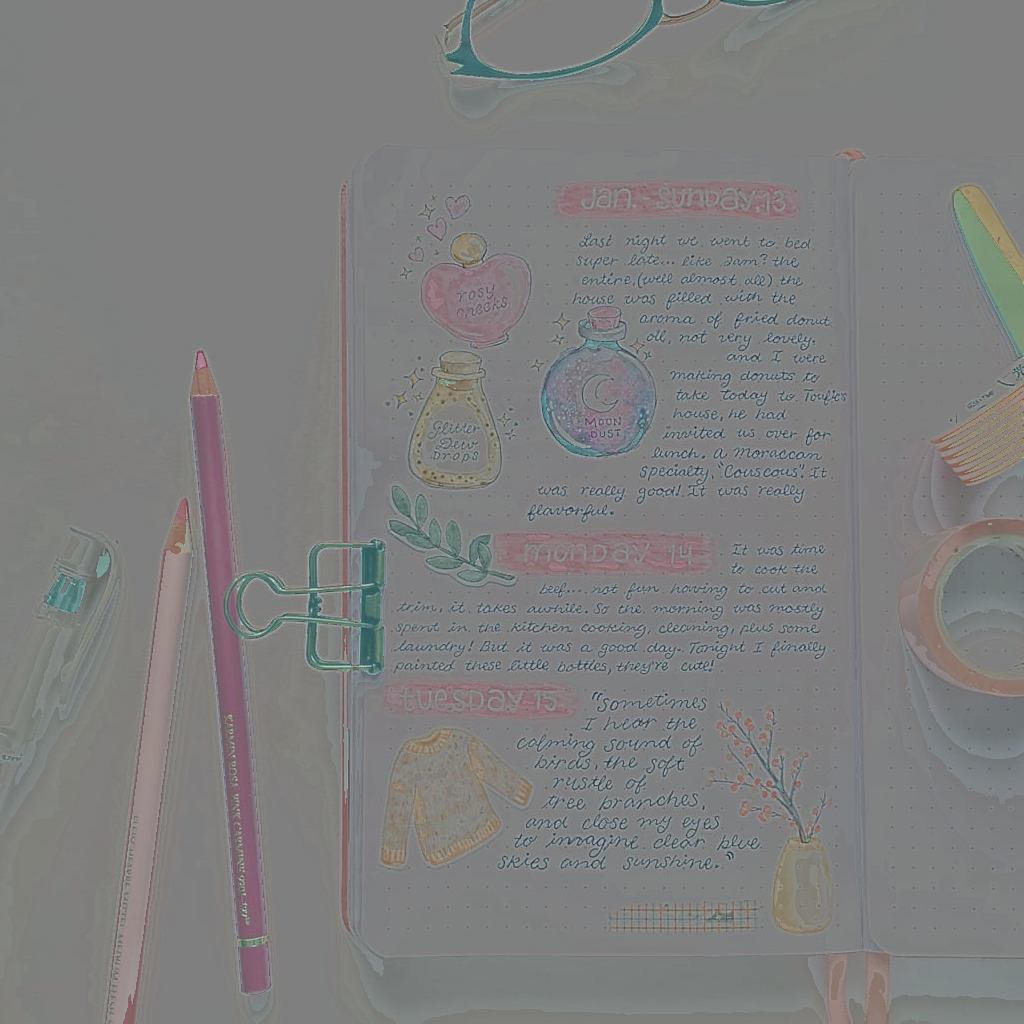 Jan. - Sunday, 13
Last night we went to bed
super late... like 2am? the
entire, (well almost all) the
house was filled with the
aroma of fried donut
oil, not very lovely.
and I were
making donuts to
take today to Toufic's
house, he had
invited us over for
lunch. A Moraccan
specialty, "Couscous". It
was really good! It was really
flavorful.
rosy
cheeks
Glitter
Dew
Drops
MOON
DUST
monday 14
It was time
to cook the
beef... not fun having to cut and
trim, it takes awhile. So the morning was mostly
spent in the kitchen cooking, cleaning, plus some
laundry! But it was a good day. Tonight I finally
painted these little bottles, they're cute!
tuesday 15
"Sometimes
I hear the
calming sound of
birds, the soft
rustle of
tree branches,
and close my eyes
to imagine clear blue
skies and sunshine."